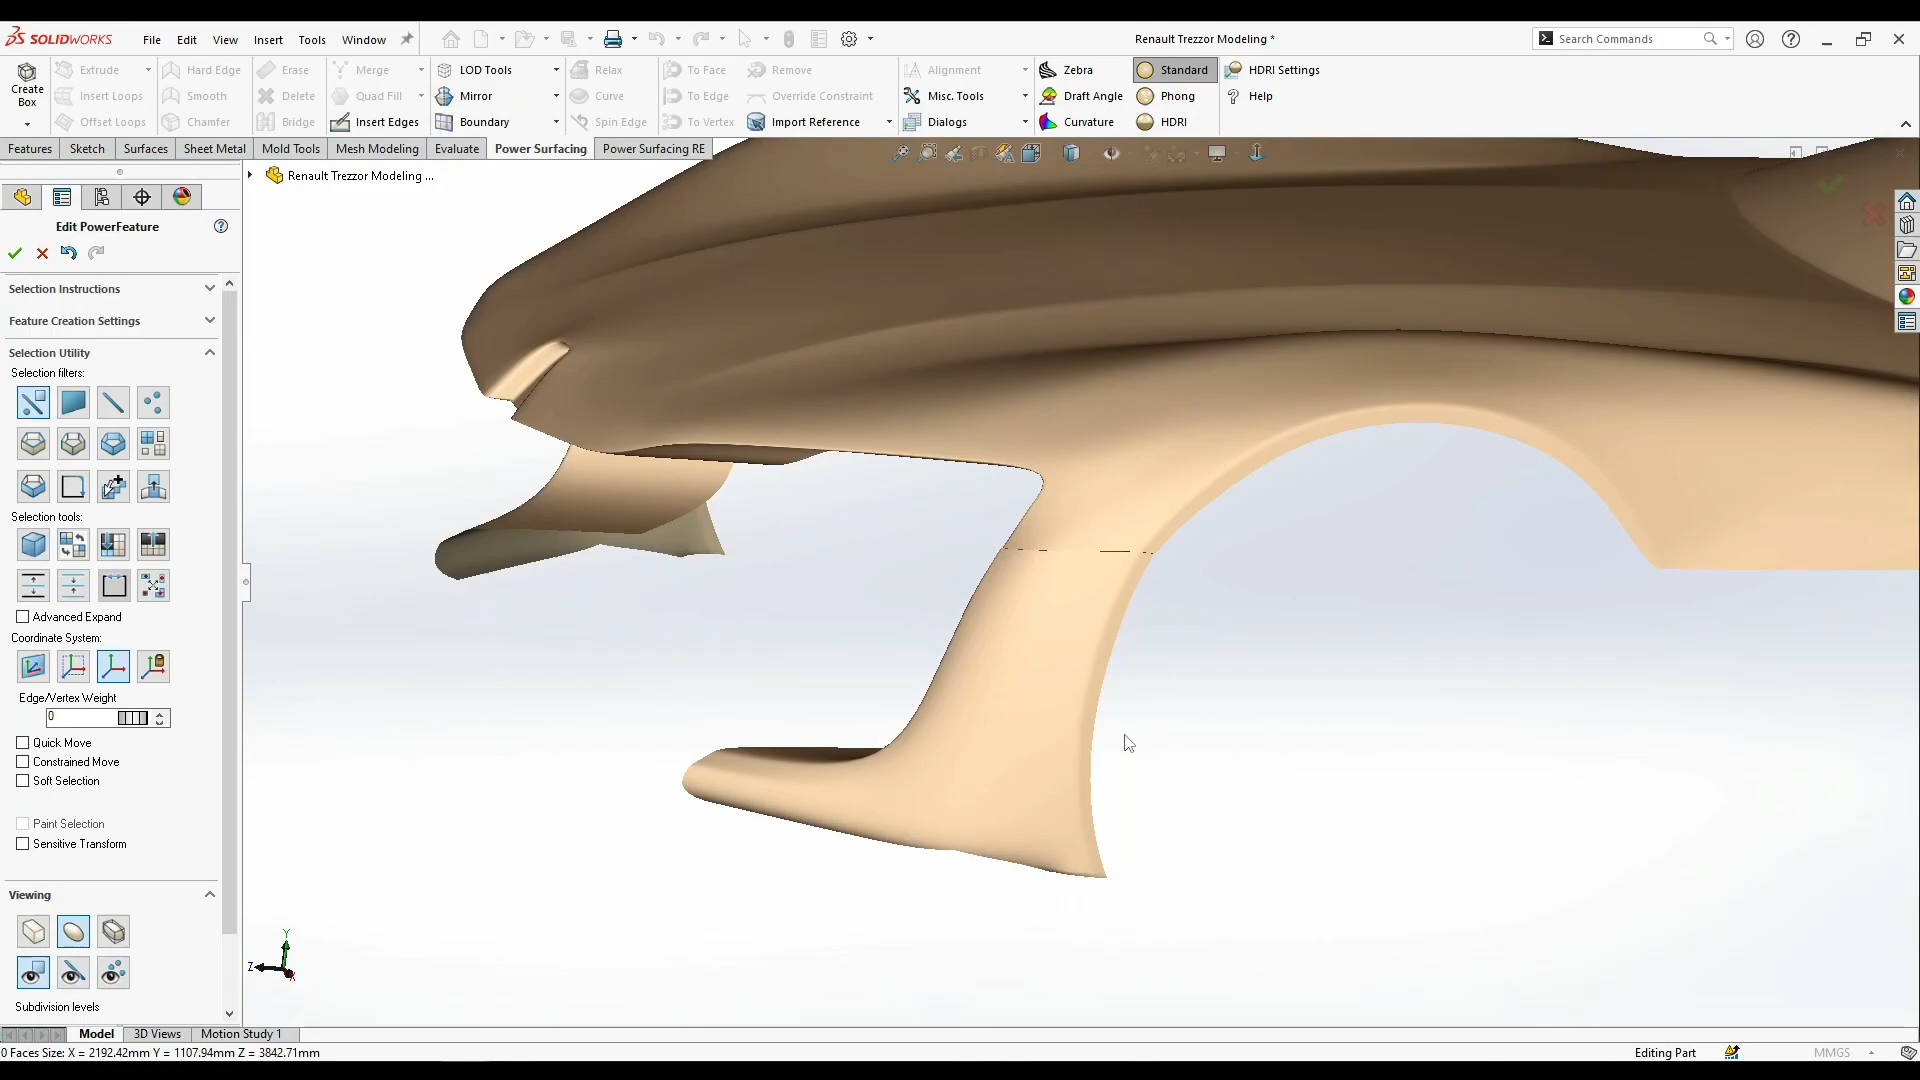 SOLIDWORKS File Edit View Insert Tools Window Renault Trezzor Modeling * Search Commands
Create Box
Extrude Hard Edge Erase Merge LOD Tools Relax To Face Remove Alignment Zebra Standard HDRI Settings
Insert Loops Smooth Delete Quad Fill Mirror Curve To Edge Override Constraint Misc. Tools Draft Angle Phong Help
Offset Loops Chamfer Bridge Insert Edges Boundary Spin Edge To Vertex Import Reference Dialogs Curvature HDRI
Features Sketch Surfaces Sheet Metal Mold Tools Mesh Modeling Evaluate Power Surfacing Power Surfacing RE
Renault Trezzor Modeling ...
Edit PowerFeature
Selection Instructions
Feature Creation Settings
Selection Utility
Selection filters:
Selection tools:
Advanced Expand
Coordinate System:
Edge/Vertex Weight
0
Quick Move
Constrained Move
Soft Selection
Paint Selection
Sensitive Transform
Viewing
Y
Z
X
Subdivision levels
Model 3D Views Motion Study 1
0 Faces Size: X = 2192.42mm Y = 1107.94mm Z = 3842.71mm Editing Part MMGS